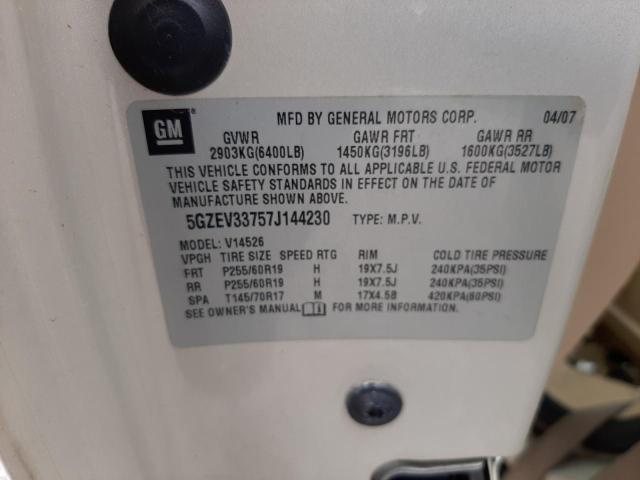 GM
MFD BY GENERAL MOTORS CORP. 04/07
GVWR GAWR FRT GAWR RR
2903KG(6400LB) 1450KG(3196LB) 1600KG(3527LB)
THIS VEHICLE CONFORMS TO ALL APPLICABLE U.S. FEDERAL MOTOR
VEHICLE SAFETY STANDARDS IN EFFECT ON THE DATE OF
MANUFACTURE SHOWN ABOVE.
5GZEV33757J144230 TYPE: M.P.V.
MODEL: V14526
VPGH TIRE SIZE SPEED RTG RIM COLD TIRE PRESSURE
FRT P255/60R19 H 19X7.5J 240KPA(35PSI)
RR P255/60R19 H 19X7.5J 240KPA(35PSI)
SPA T145/70R17 M 17X4.5B 420KPA(60PSI)
SEE OWNER'S MANUAL FOR MORE INFORMATION.